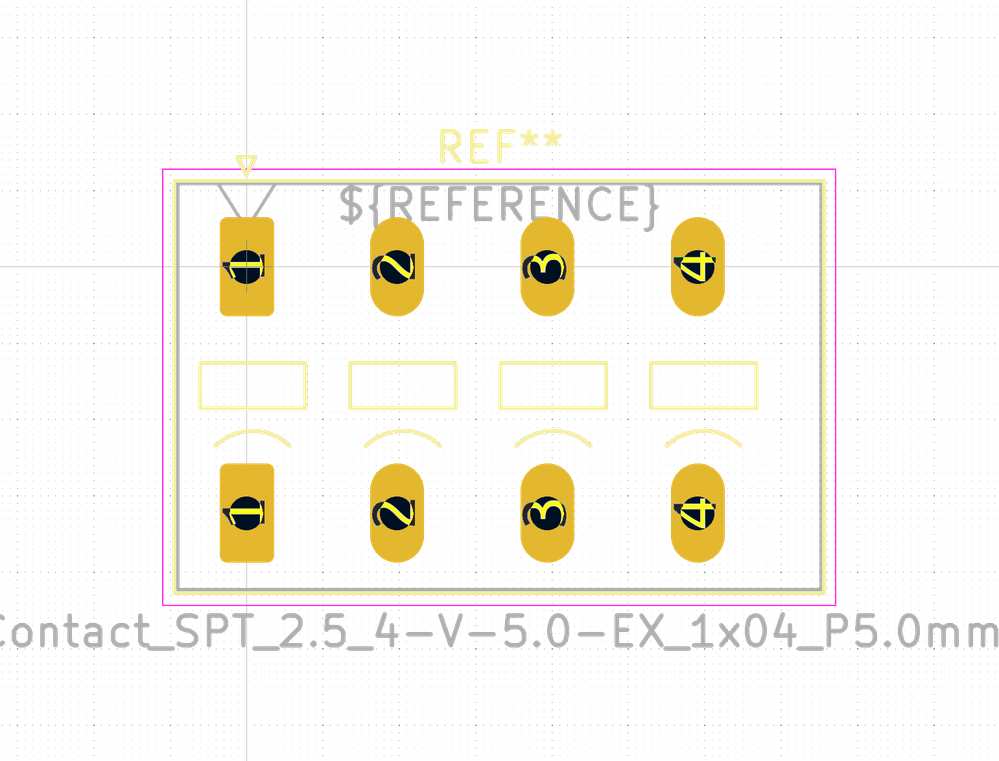 REF**
${REFERENCE}
1 2 3 4
1 2 3 4
Contact_SPT_2.5_4-V-5.0-EX_1x04_P5.0mm